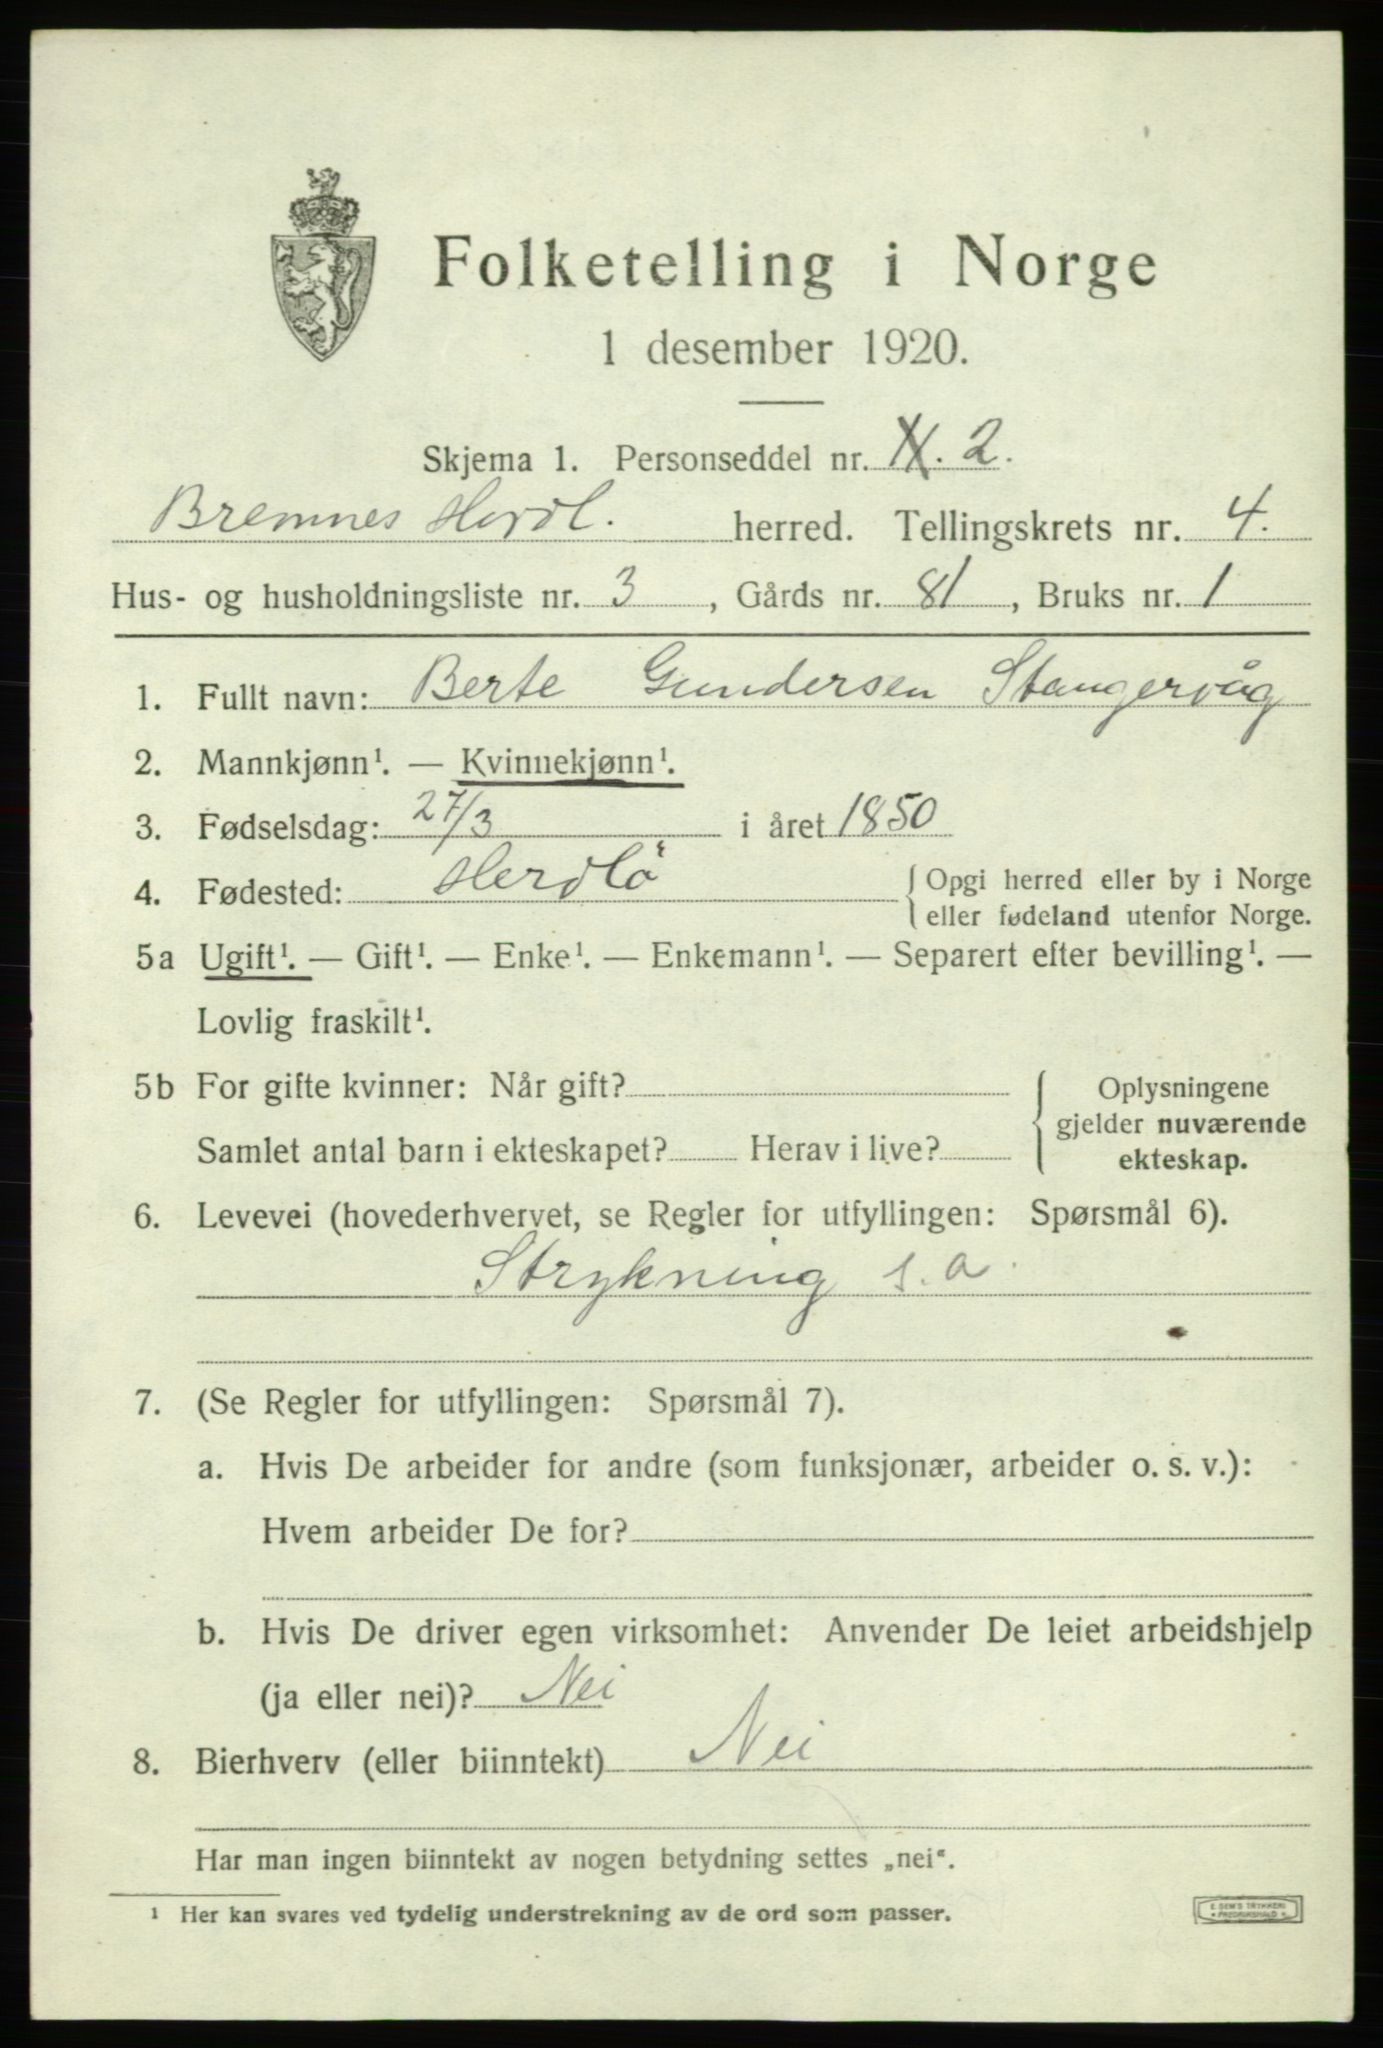 Folketelling i Norge
1 desember 1920.
Skjema 1. Personseddel nr. 2.
Bremnes Hordl. herred. Tellingskrets nr. 4.
Hus- og husholdningsliste nr. 3, Gårds nr. 81, Bruks nr. 1
1. Fullt navn: Berte Gundersen Stangervåg
2. Mannkjønn¹. — Kvinnekjønn¹.
3. Fødselsdag: 27/3 i året 1850
4. Fødested: Herdlö { Opgi herred eller by i Norge
eller fødeland utenfor Norge.
5a Ugift¹. — Gift¹. — Enke¹. — Enkemann¹. — Separert efter bevilling¹. —
Lovlig fraskilt¹.
5b For gifte kvinner: Når gift? { Oplysningene
gjelder nuværende
Samlet antal barn i ekteskapet? Herav i live?
ekteskap.
6. Levevei (hovederhvervet, se Regler for utfyllingen: Spørsmål 6).
Strykning s.a.
7. (Se Regler for utfyllingen: Spørsmål 7).
a. Hvis De arbeider for andre (som funksjonær, arbeider o. s. v.):
Hvem arbeider De for?
b. Hvis De driver egen virksomhet: Anvender De leiet arbeidshjelp
(ja eller nei)? Nei
8. Bierhverv (eller biinntekt) Nei
Har man ingen biinntekt av nogen betydning settes „nei“.
¹ Her kan svares ved tydelig understrekning av de ord som passer.
E. SEM'S TRYKKERI
FREDRIKSHALD